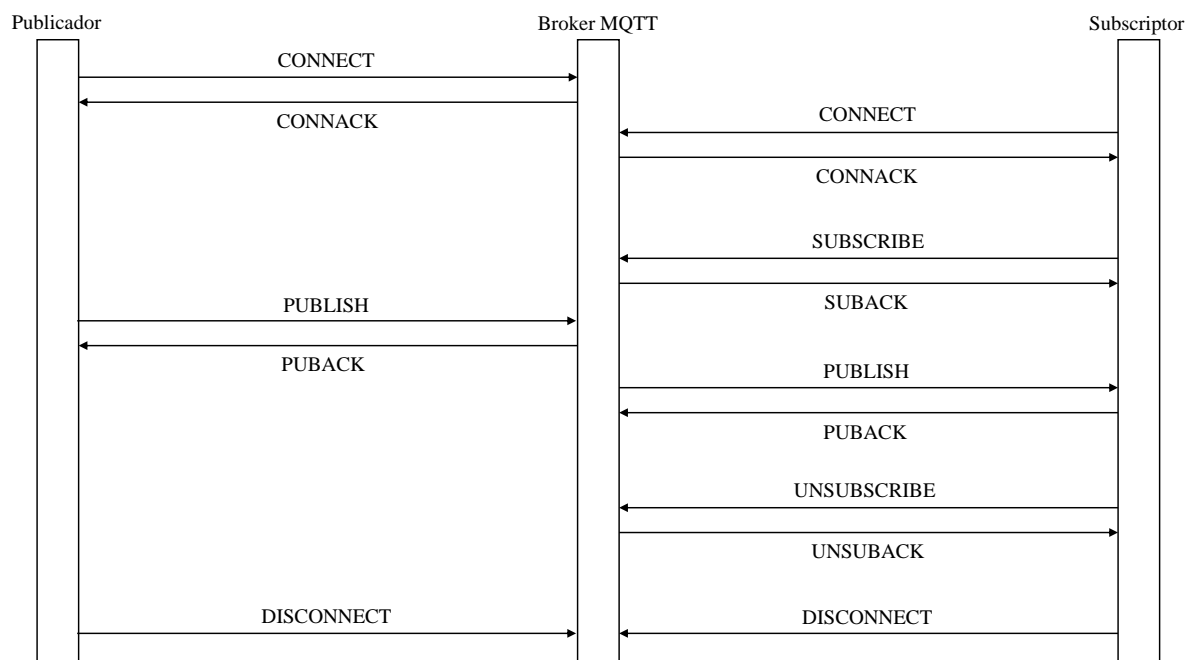 Publicador
Broker MQTT
Subscriptor
CONNECT
CONNACK
CONNECT
CONNACK
SUBSCRIBE
SUBACK
PUBLISH
PUBACK
PUBLISH
PUBACK
UNSUBSCRIBE
UNSUBACK
DISCONNECT
DISCONNECT